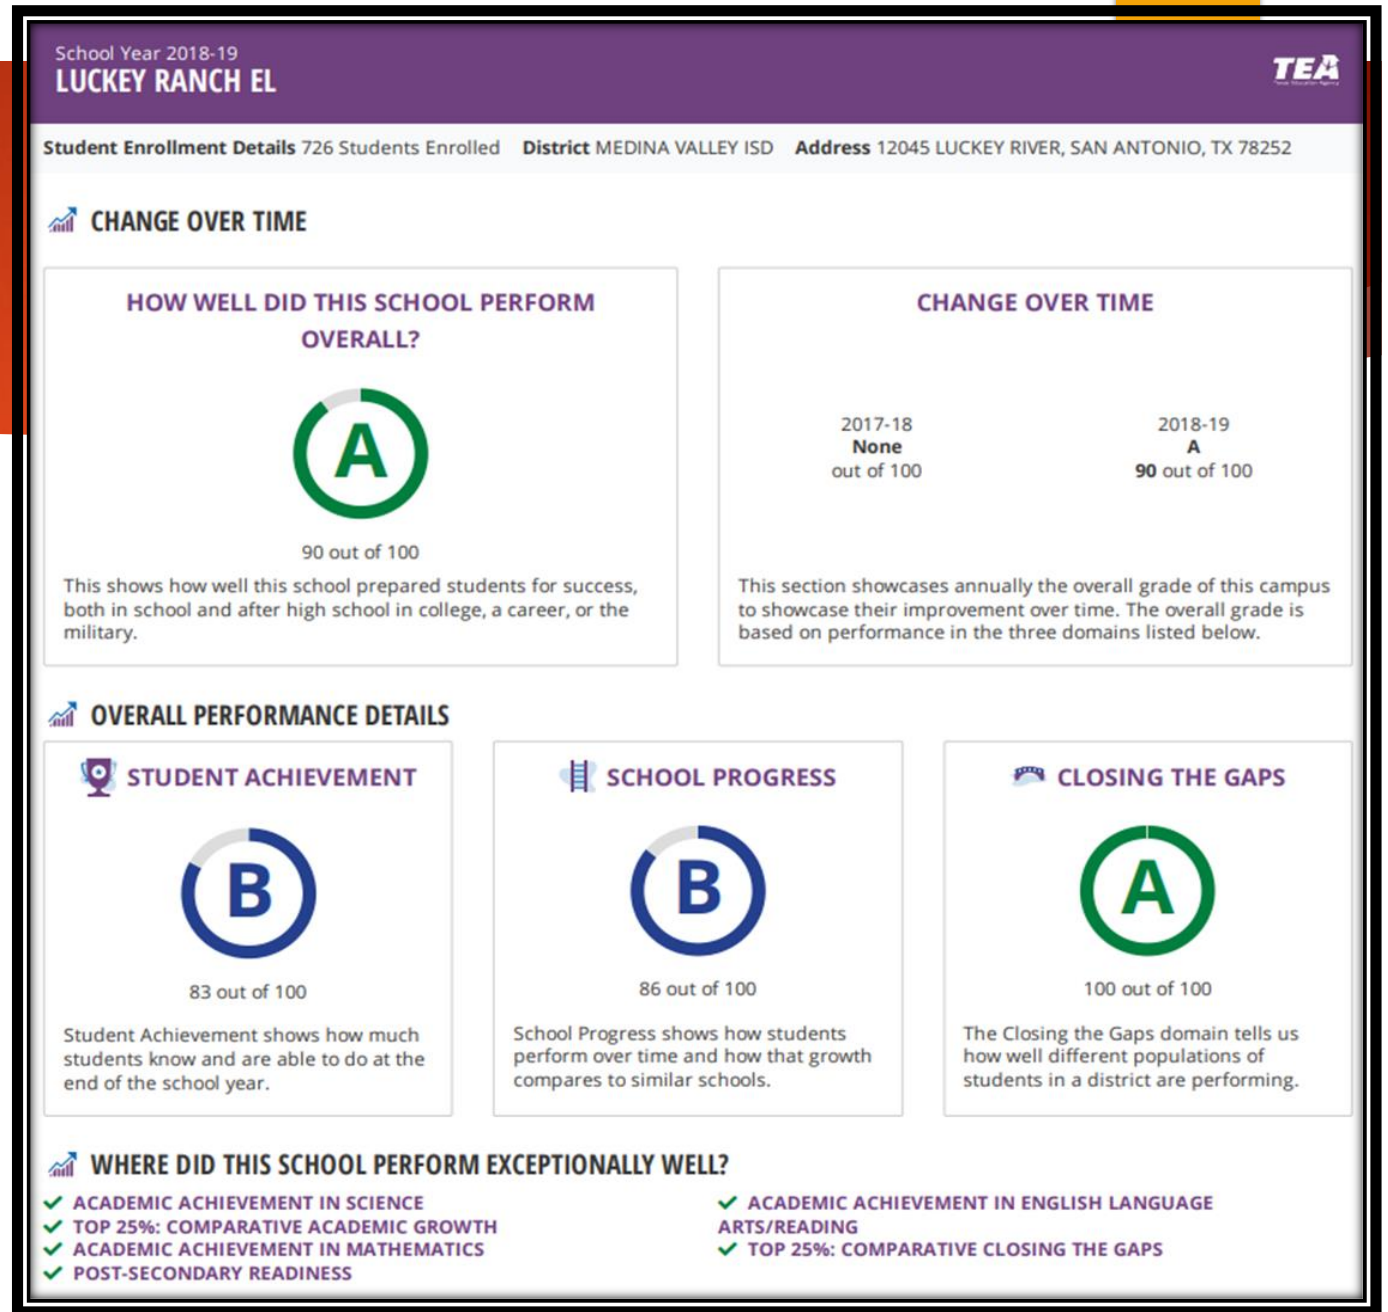 School Year 2018-19
LUCKEY RANCH EL
TEA
Student Enrollment Details 726 Students Enrolled District MEDINA VALLEY ISD Address 12045 LUCKEY RIVER, SAN ANTONIO, TX 78252
CHANGE OVER TIME
HOW WELL DID THIS SCHOOL PERFORM
OVERALL?
A
90 out of 100
This shows how well this school prepared students for success,
both in school and after high school in college, a career, or the
military.
CHANGE OVER TIME
2017-18
None
out of 100
2018-19
A
90 out of 100
This section showcases annually the overall grade of this campus
to showcase their improvement over time. The overall grade is
based on performance in the three domains listed below.
OVERALL PERFORMANCE DETAILS
STUDENT ACHIEVEMENT
B
83 out of 100
Student Achievement shows how much
students know and are able to do at the
end of the school year.
SCHOOL PROGRESS
B
86 out of 100
School Progress shows how students
perform over time and how that growth
compares to similar schools.
CLOSING THE GAPS
A
100 out of 100
The Closing the Gaps domain tells us
how well different populations of
students in a district are performing.
WHERE DID THIS SCHOOL PERFORM EXCEPTIONALLY WELL?
ACADEMIC ACHIEVEMENT IN SCIENCE
TOP 25%: COMPARATIVE ACADEMIC GROWTH
ACADEMIC ACHIEVEMENT IN MATHEMATICS
POST-SECONDARY READINESS
ACADEMIC ACHIEVEMENT IN ENGLISH LANGUAGE
ARTS/READING
TOP 25%: COMPARATIVE CLOSING THE GAPS